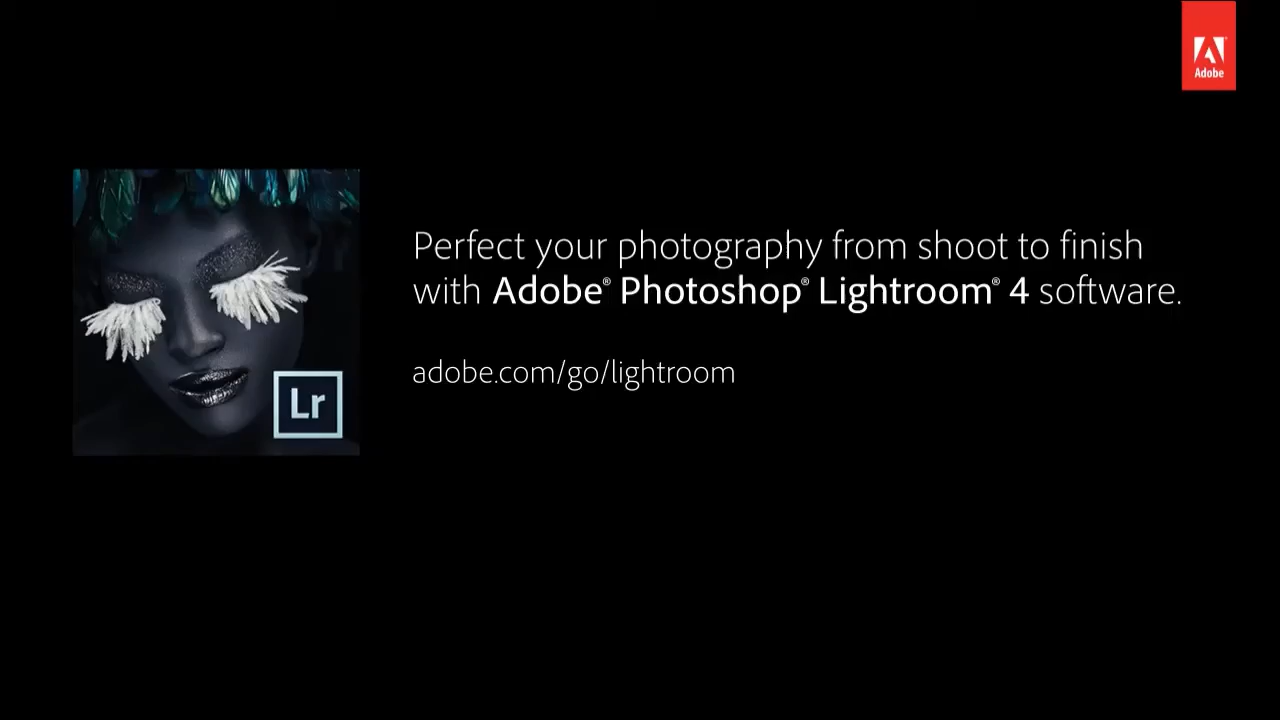 Adobe
Perfect your photography from shoot to finish
with Adobe® Photoshop® Lightroom® 4 software.
adobe.com/go/lightroom
Lr